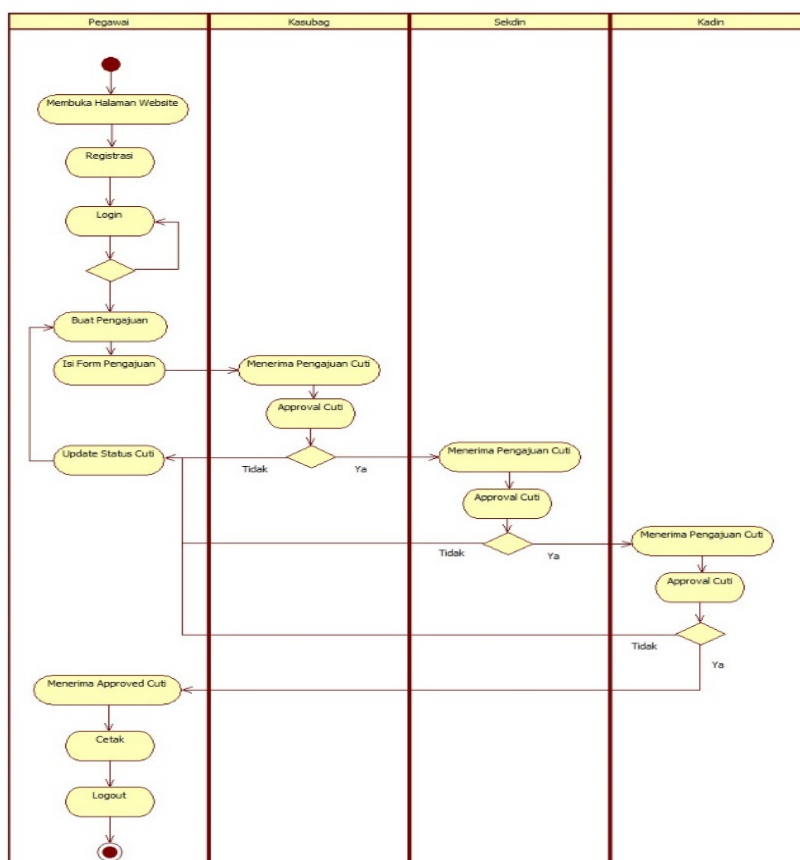 Pegawai
Kasubag
Sekdin
Kadin
Membuka Halaman Website
Registrasi
Login
Buat Pengajuan
Isi Form Pengajuan
Menerima Pengajuan Cuti
Approval Cuti
Update Status Cuti
Tidak
Ya
Menerima Pengajuan Cuti
Approval Cuti
Tidak
Ya
Menerima Pengajuan Cuti
Approval Cuti
Tidak
Ya
Menerima Approved Cuti
Cetak
Logout